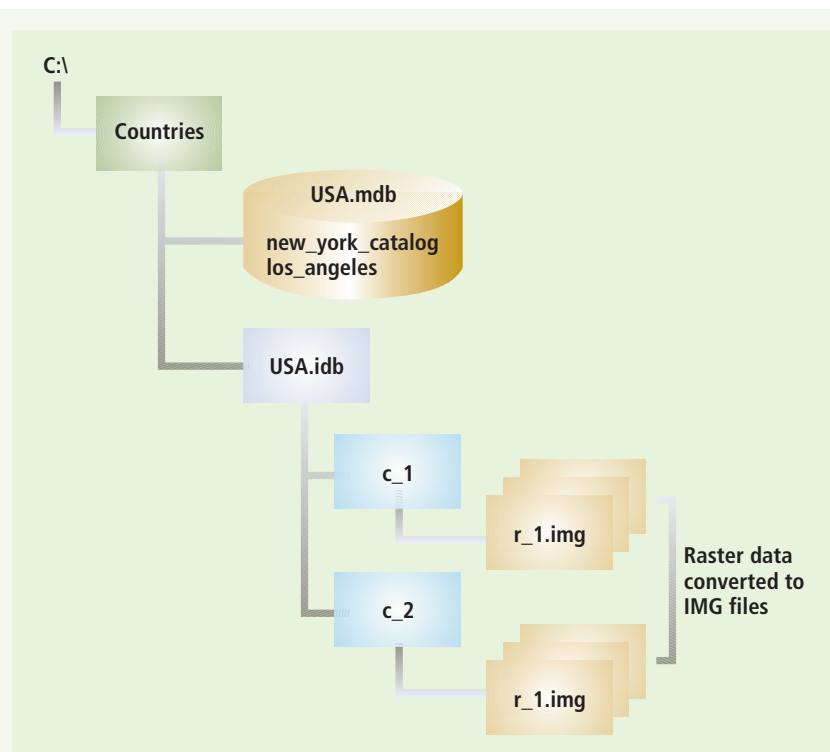 C:\
Countries
USA.mdb
new_york_catalog
los_angeles
USA.idb
c_1
r_1.img
Raster data
converted to
IMG files
c_2
r_1.img